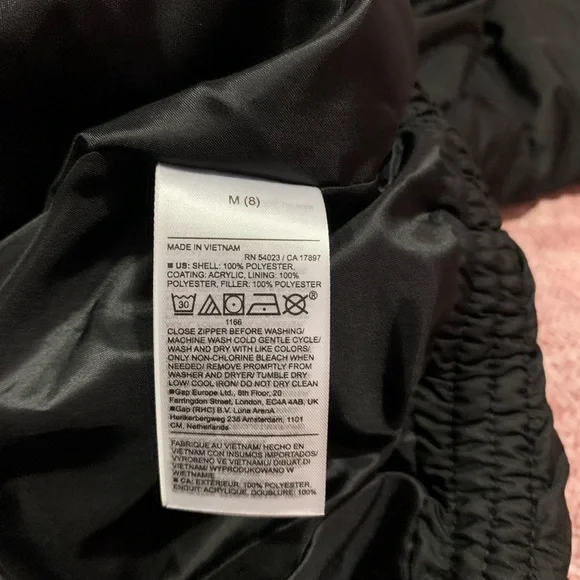 M (8)
MADE IN VIETNAM
RN 54023 / CA 17897
■ US: SHELL: 100% POLYESTER,
COATING: ACRYLIC, LINING: 100%
POLYESTER, FILLER: 100% POLYESTER
30
®
1166
CLOSE ZIPPER BEFORE WASHING/
MACHINE WASH COLD GENTLE CYCLE/
WASH AND DRY WITH LIKE COLORS/
ONLY NON-CHLORINE BLEACH WHEN
NEEDED/ REMOVE PROMPTLY FROM
WASHER AND DRYER/ TUMBLE DRY
LOW/ COOL IRON/ DO NOT DRY CLEAN
■Gap Europe Ltd., 8th Floor, 20
Farringdon Street, London, EC4A 4AB, UK
■Gap (RHC) B.V. Luna ArenA
Herikerbergweg 238 Amsterdam, 1101
CM, Netherlands
FABRIQUE AU VIETNAM/ HECHO EN
VIETNAM CON INSUMOS IMPORTADOS/
VYROBENO VE VIETNAMU/ DIBUAT DI
VIETNAM/ WYPRODUKOWANO W
WIETNAMIE
■ CA: EXTÉRIEUR: 100% POLYESTER,
ENDUIT ACRYLIQUE, DOUBLURE: 100%